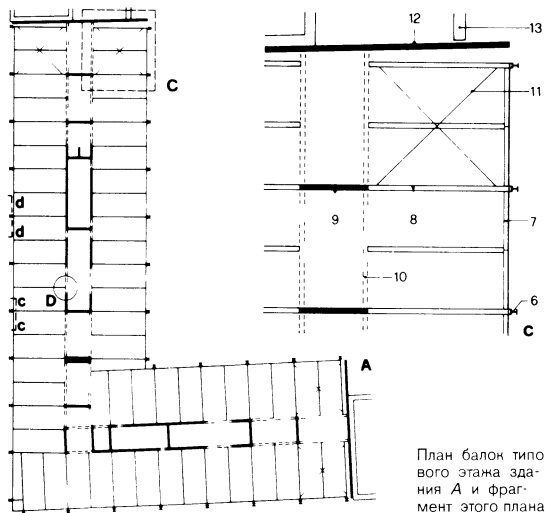 12
13
C
11
d
d
9
8
7
10
c
D
c
6
C
A
План балок типо
вого этажа зда-
ния А и фраг-
мент этого плана